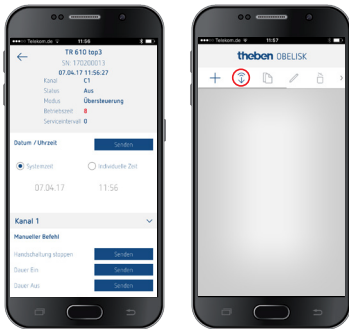 Telekom.de 11:56
TR 610 top3
SN: 170200013
07.04.17 11:56:27
Kanal C1
Status Aus
Modus Übersteuerung
Betriebszeit 8
Serviceintervall 0
Datum / Uhrzeit Senden
Systemzeit Individuelle Zeit
07.04.17 11:56
Kanal 1
Manueller Befehl
Handschaltung stoppen Senden
Dauer Ein Senden
Dauer Aus Senden
Telekom.de 11:57
theben OBELISK